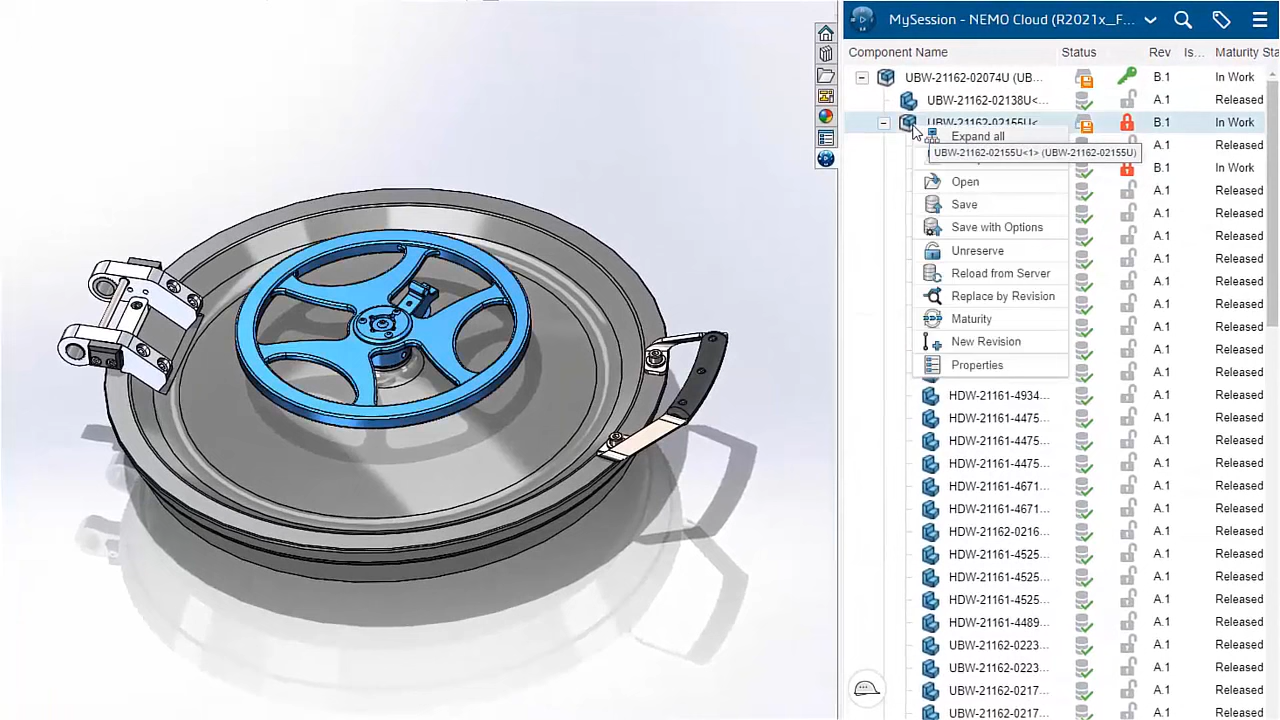 MySession - NEMO Cloud (R2021x_F...
Component Name Status Rev Is... Maturity Sta
UBW-21162-02074U (UB... B.1 In Work
UBW-21162-02138U<... A.1 Released
UBW-21162-02155U<... B.1 In Work
Expand all A.1 Released
UBW-21162-02155U<1> (UBW-21162-02155U)
B.1 In Work
Open A.1 Released
Save A.1 Released
Save with Options A.1 Released
Unreserve A.1 Released
Reload from Server A.1 Released
Replace by Revision A.1 Released
Maturity A.1 Released
New Revision A.1 Released
Properties A.1 Released
HDW-21161-4934... A.1 Released
HDW-21161-4475... A.1 Released
HDW-21161-4475... A.1 Released
HDW-21161-4475... A.1 Released
HDW-21161-4671... A.1 Released
HDW-21161-4671... A.1 Released
HDW-21162-0216... A.1 Released
HDW-21161-4525... A.1 Released
HDW-21161-4525... A.1 Released
HDW-21161-4525... A.1 Released
HDW-21161-4489... A.1 Released
UBW-21162-0223... A.1 Released
UBW-21162-0223... A.1 Released
UBW-21162-0217... A.1 Released
UBW-21162-0217... A.1 Released